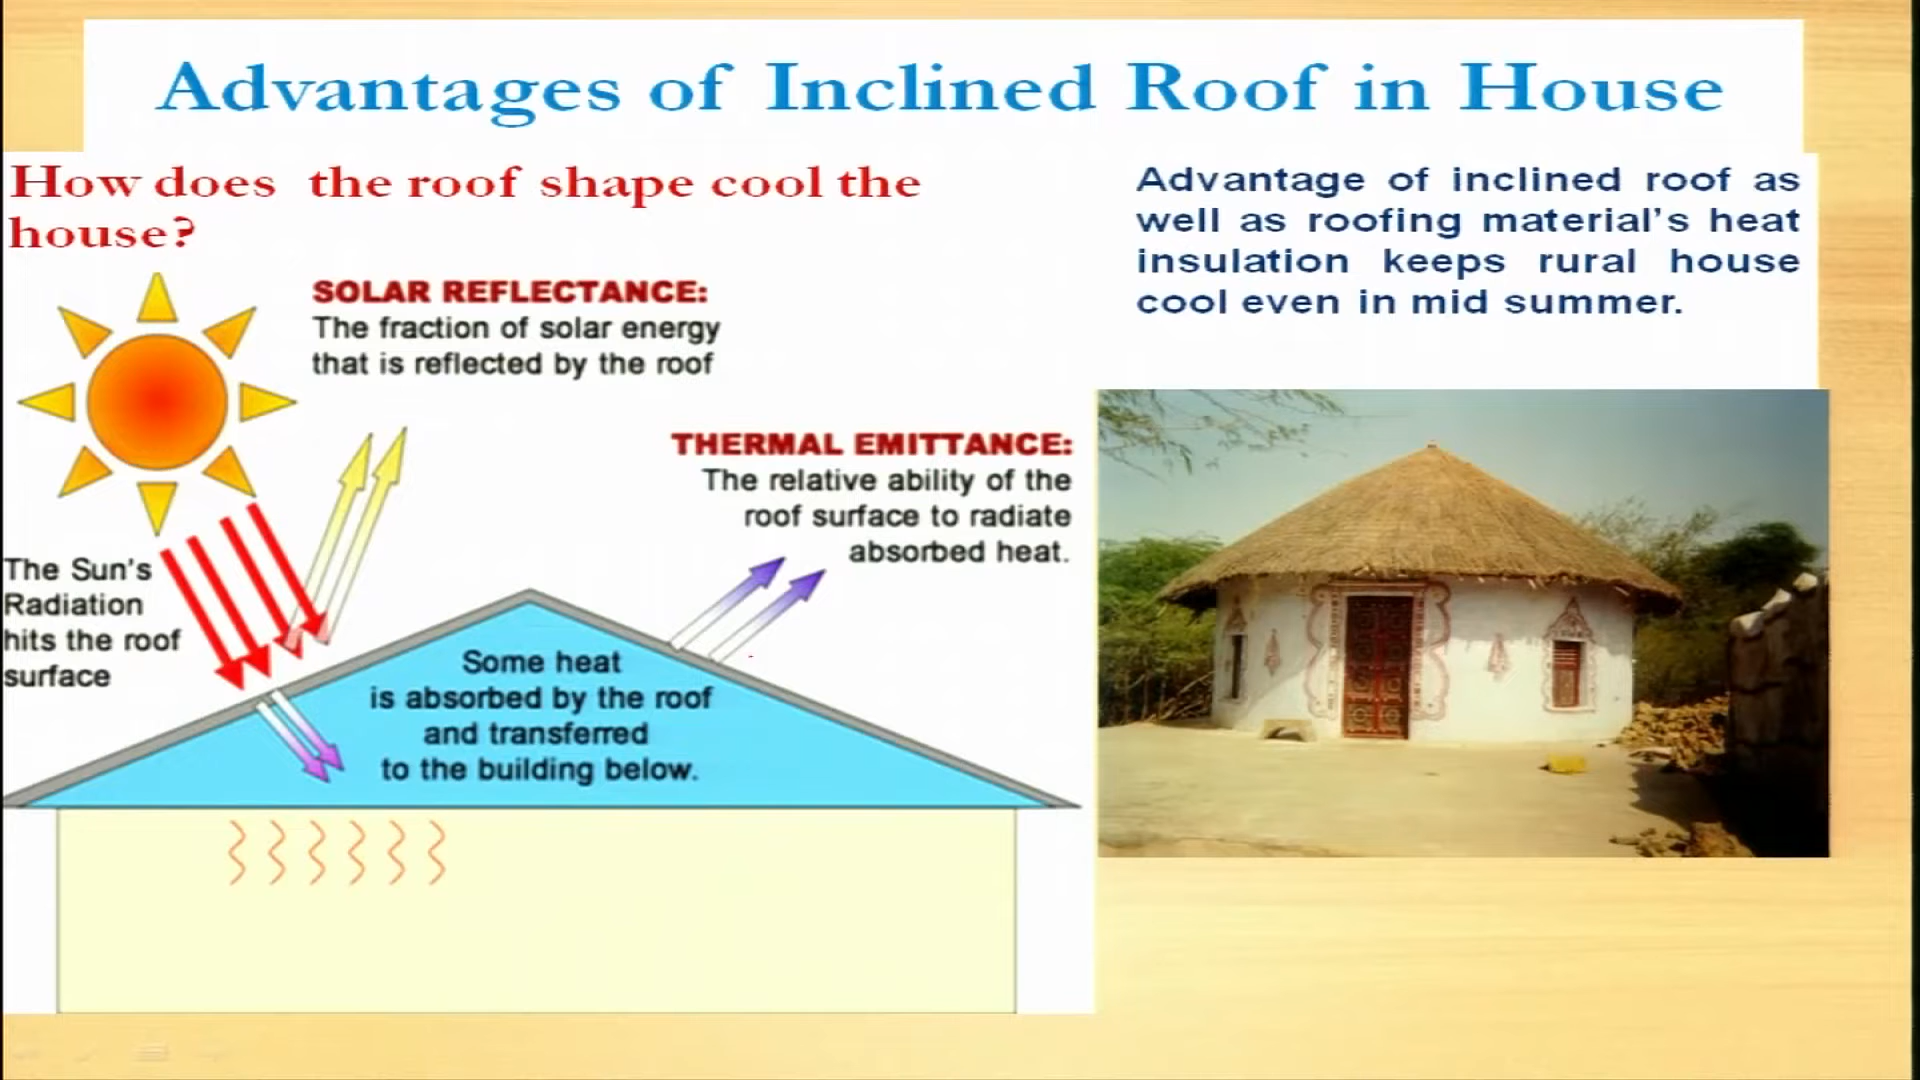 Advantages of Inclined Roof in House
How does the roof shape cool the
house?
SOLAR REFLECTANCE:
The fraction of solar energy
that is reflected by the roof
THERMAL EMITTANCE:
The relative ability of the
roof surface to radiate
absorbed heat.
The Sun's
Radiation
hits the roof
surface
Some heat
is absorbed by the roof
and transferred
to the building below.
Advantage of inclined roof as
well as roofing material's heat
insulation keeps rural house
cool even in mid summer.